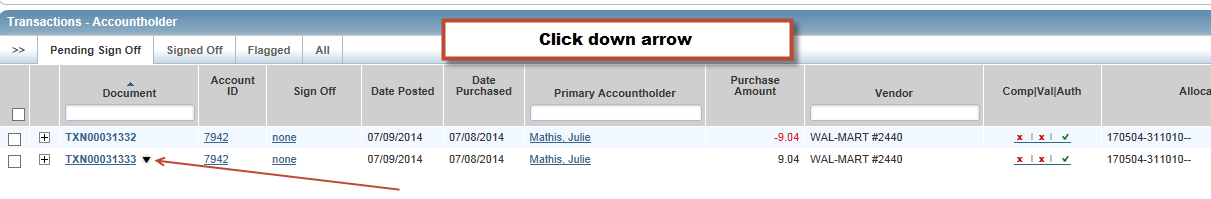 Transactions - Accountholder
Click down arrow
>> Pending Sign Off Signed Off Flagged All
Document Account ID Sign Off Date Posted Date Purchased Primary Accountholder Purchase Amount Vendor Comp|Val|Auth Alloca
TXN00031332 7942 none 07/09/2014 07/08/2014 Mathis, Julie -9.04 WAL-MART #2440 x | x | ✓ 170504-311010--
TXN00031333 7942 none 07/09/2014 07/08/2014 Mathis, Julie 9.04 WAL-MART #2440 x | x | ✓ 170504-311010--